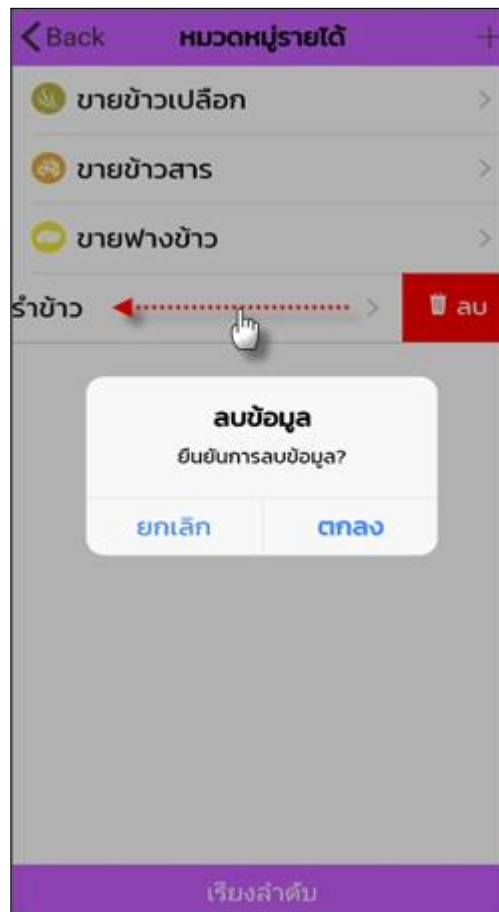 Back หมวดหมู่รายได้ +
ขายข้าวเปลือก
ขายข้าวสาร
ขายฟางข้าว
รำข้าว ลบ
ลบข้อมูล
ยืนยันการลบข้อมูล?
ยกเลิก ตกลง
เรียงลำดับ